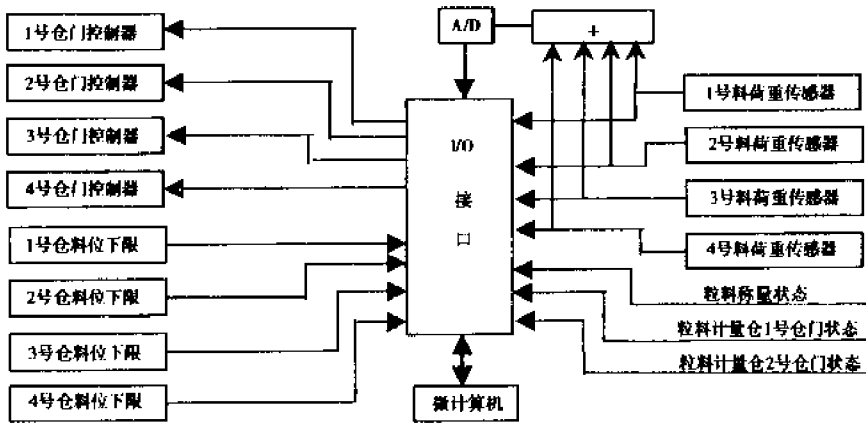 1号仓门控制器
2号仓门控制器
3号仓门控制器
4号仓门控制器
1号仓料位下限
2号仓料位下限
3号仓料位下限
4号仓料位下限
A/D
+
I/O
接
口
微计算机
1号料荷重传感器
2号料荷重传感器
3号料荷重传感器
4号料荷重传感器
粒料称量状态
粒料计量仓1号仓门状态
粒料计量仓2号仓门状态